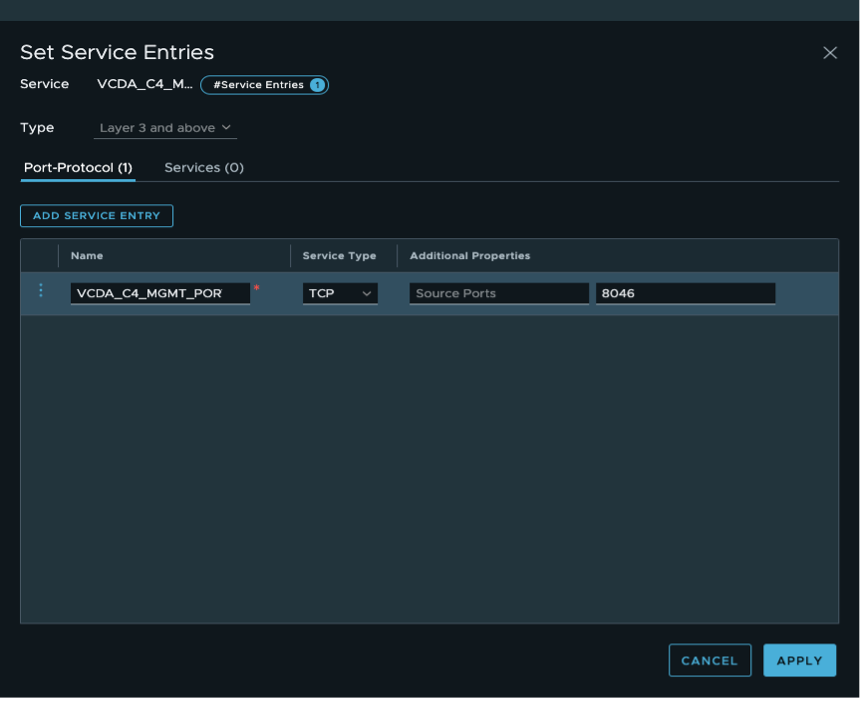 Set Service Entries
Service VCDA_C4_M... #Service Entries 1
Type Layer 3 and above
Port-Protocol (1) Services (0)
ADD SERVICE ENTRY
Name Service Type Additional Properties
VCDA_C4_MGMT_POR * TCP Source Ports 8046
CANCEL APPLY